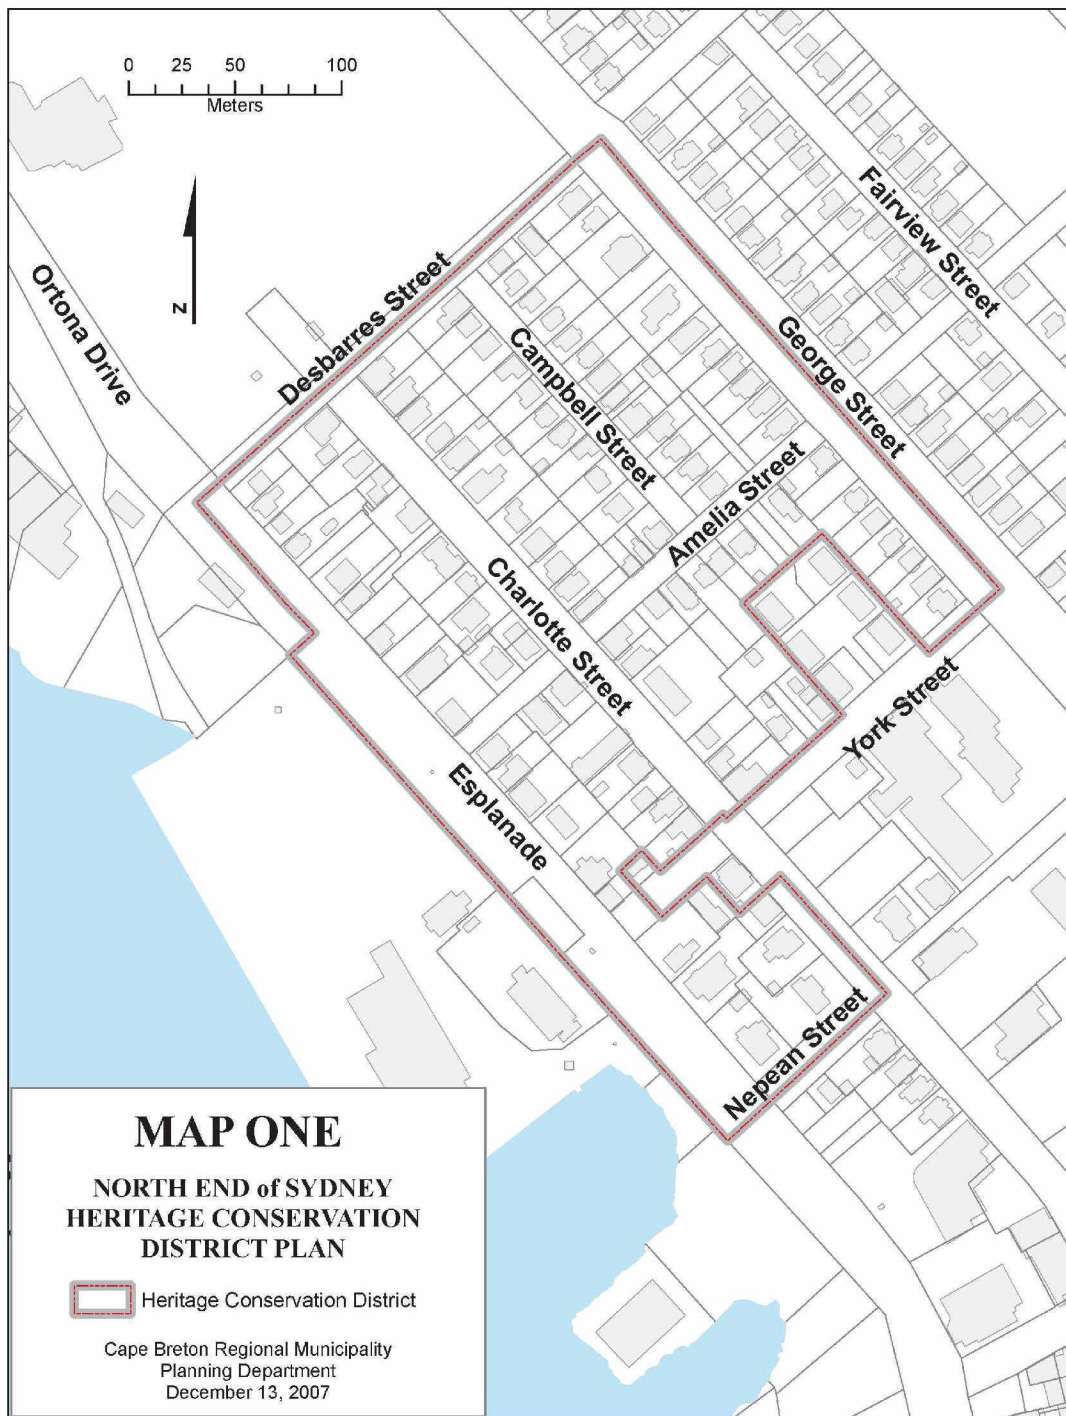 0 25 50 100
Meters
Fairview Street
Ortona Drive
N
Desbarres Street
George Street
Campbell Street
Amelia Street
Charlotte Street
York Street
Esplanade
Nepean Street
MAP ONE
NORTH END of SYDNEY
HERITAGE CONSERVATION
DISTRICT PLAN
Heritage Conservation District
Cape Breton Regional Municipality
Planning Department
December 13, 2007